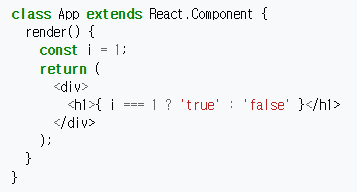 class App extends React.Component {
  render() {
    const i = 1;
    return (
      <div>
        <h1>{ i === 1 ? 'true' : 'false' }</h1>
      </div>
    );
  }
}